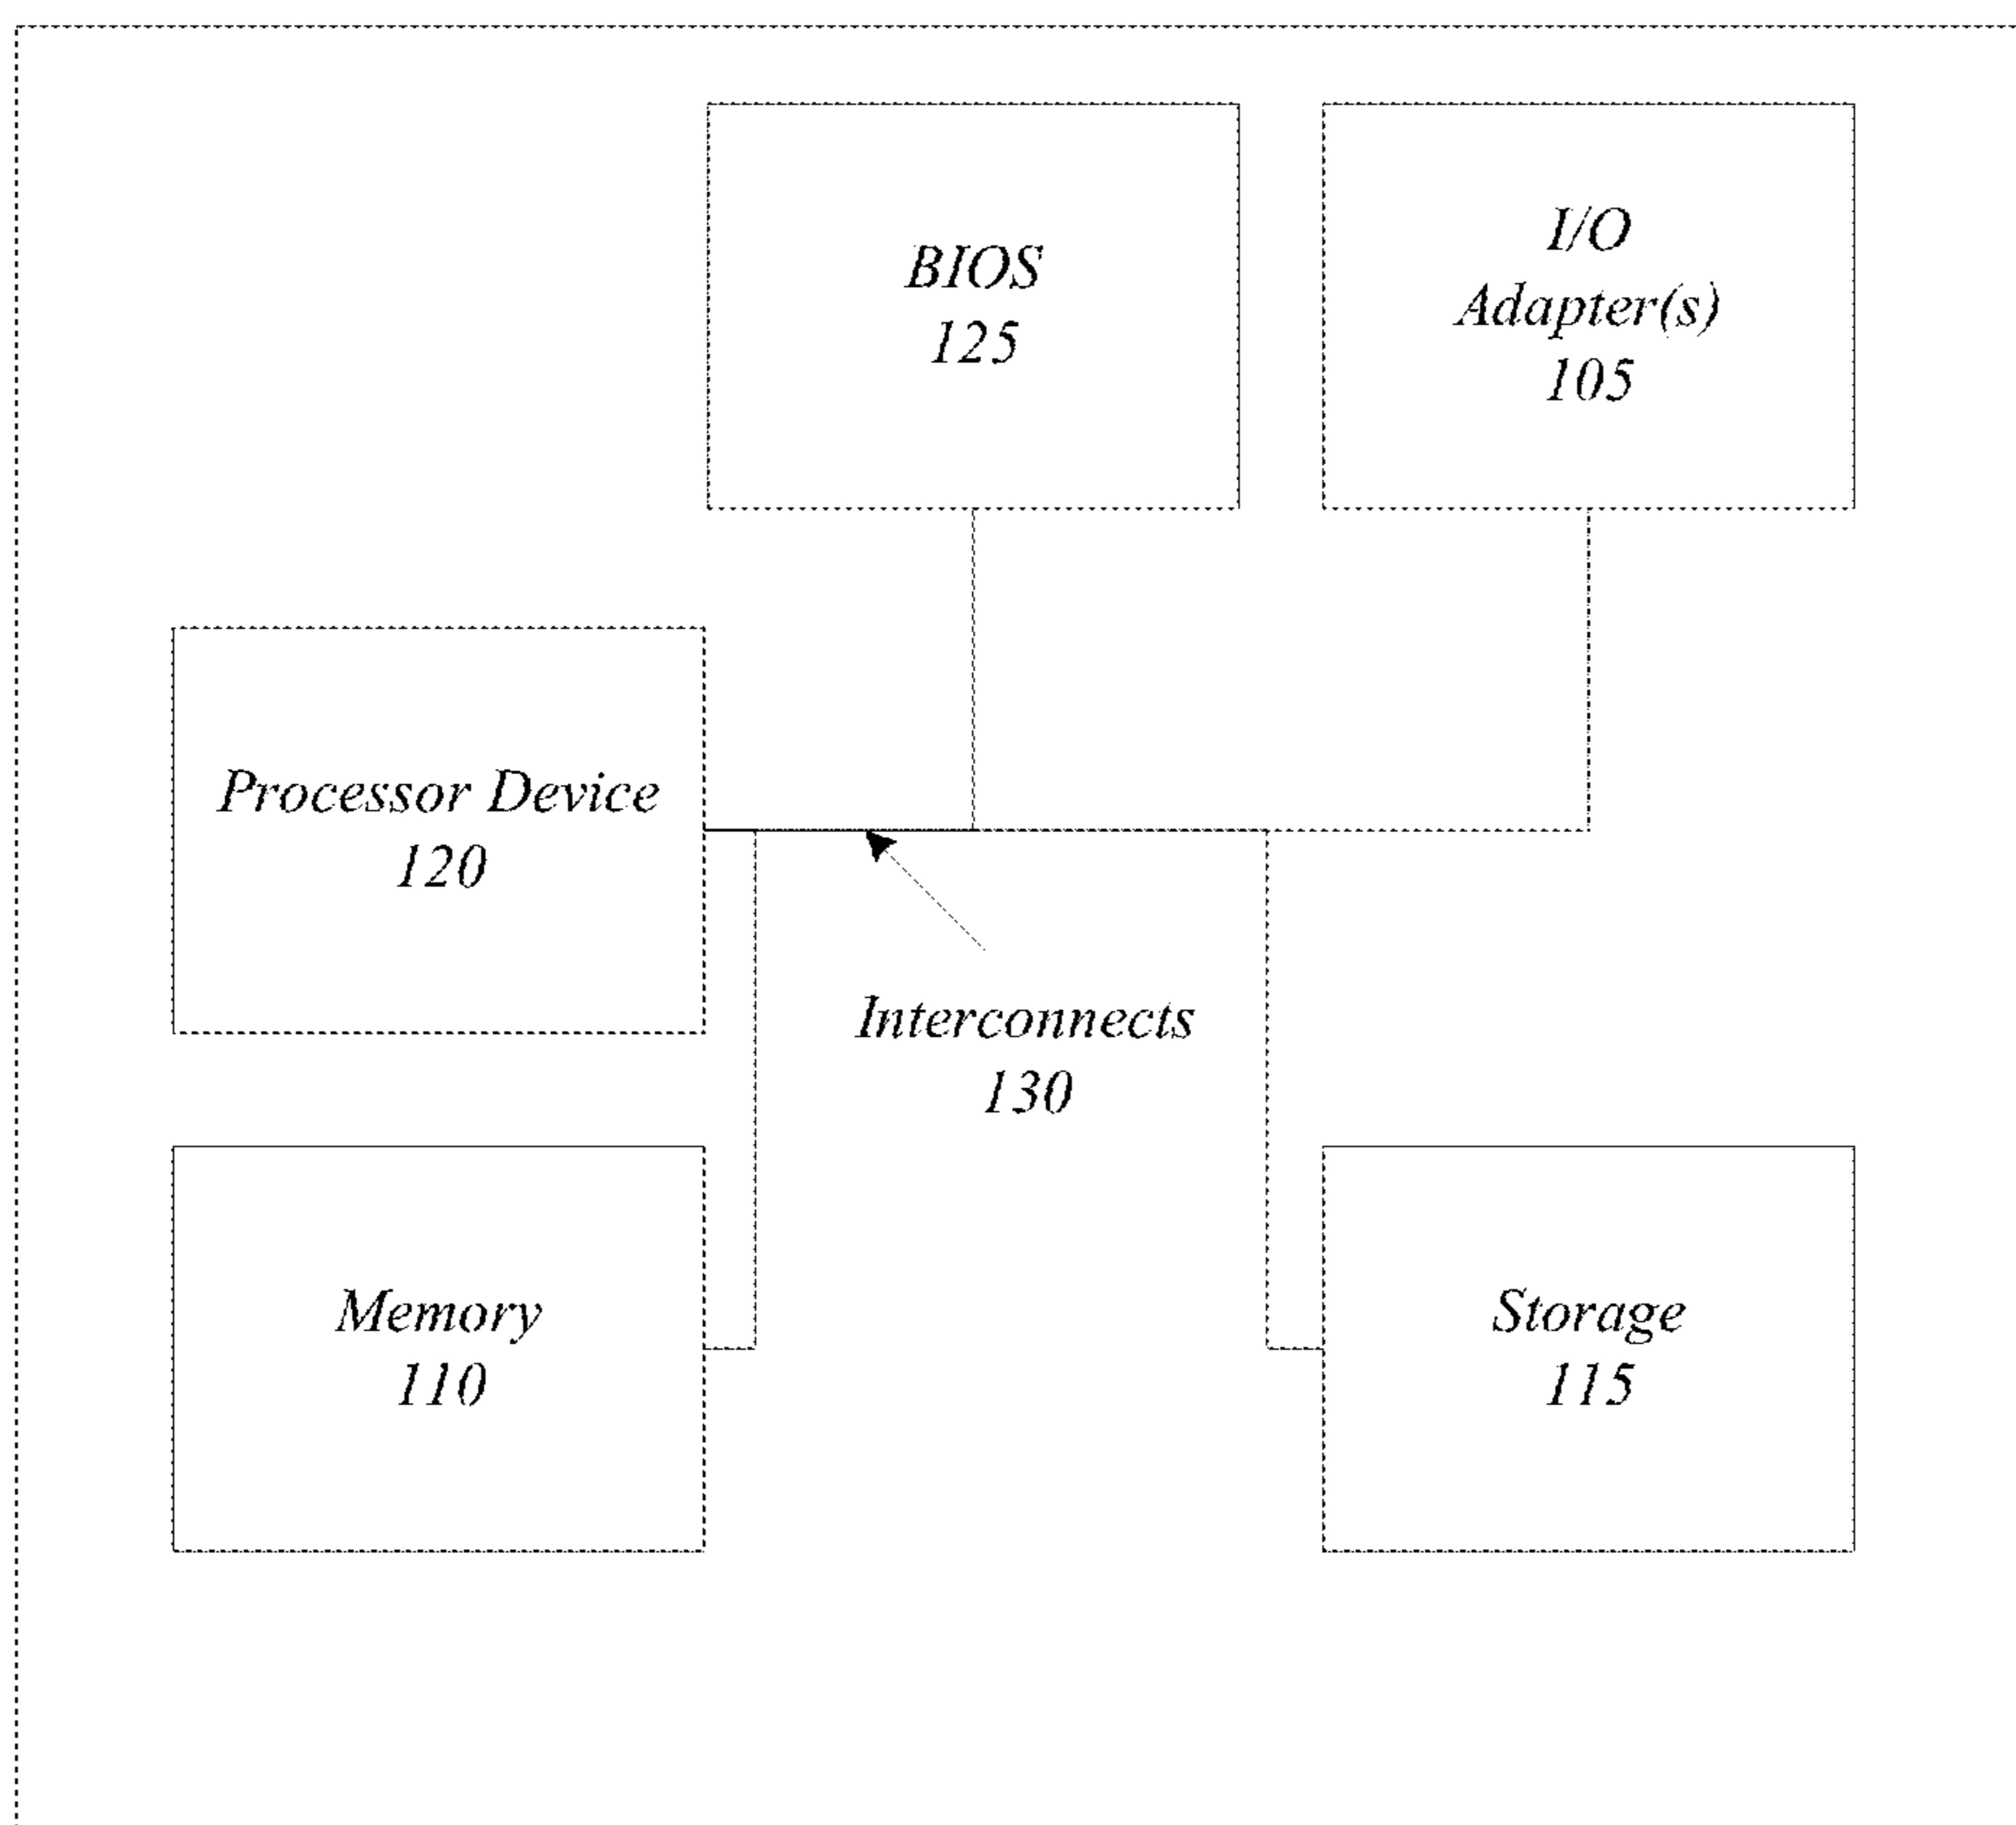 BIOS
125
I/O
Adapter(s)
105
Processor Device
120
Interconnects
130
Memory
110
Storage
115